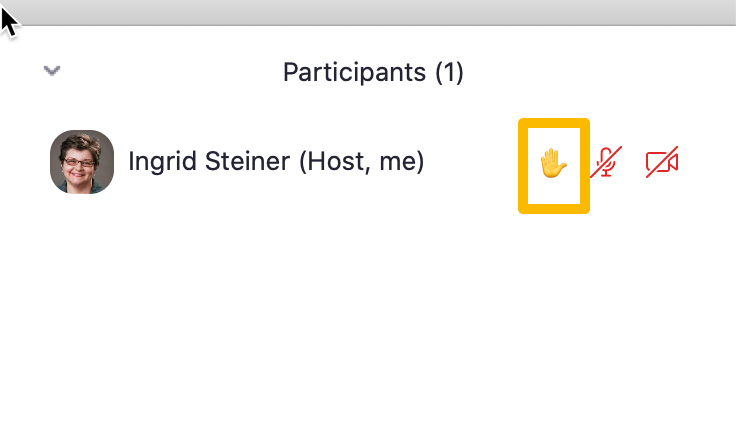 Participants (1)
Ingrid Steiner (Host, me)